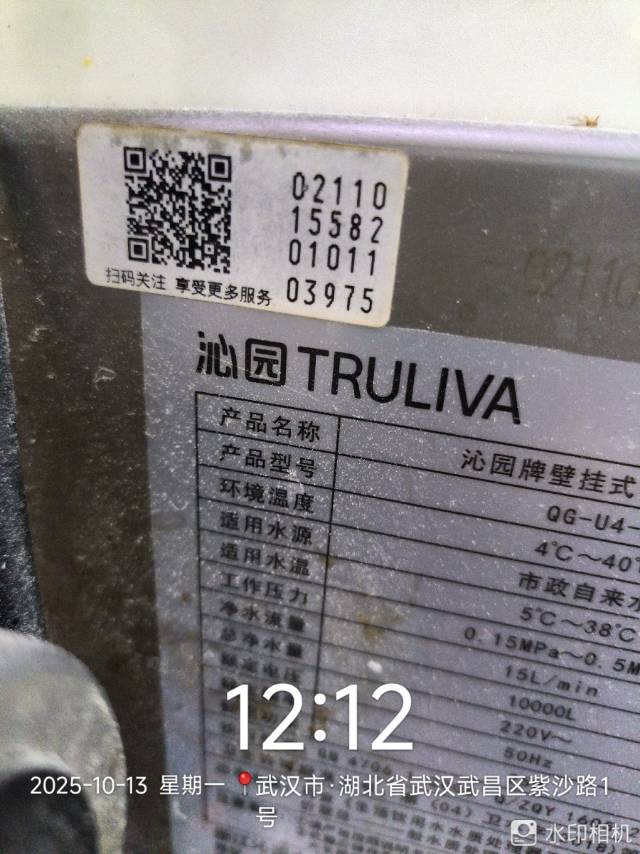 02110
15582
01011
03975
扫码关注 享受更多服务
沁园 TRULIVA
产品名称 沁园牌壁挂式
产品型号 QG-U4-
环境温度 4℃~40℃
适用水源 市政自来水
适用水温 5℃~38℃
工作压力 0.15MPa~0.5M
净水流量 15L/min
总净水量 10000L
额定电压 220V~
50Hz
12:12
2025-10-13 星期一 武汉市·湖北省武汉武昌区紫沙路1
号
水印相机